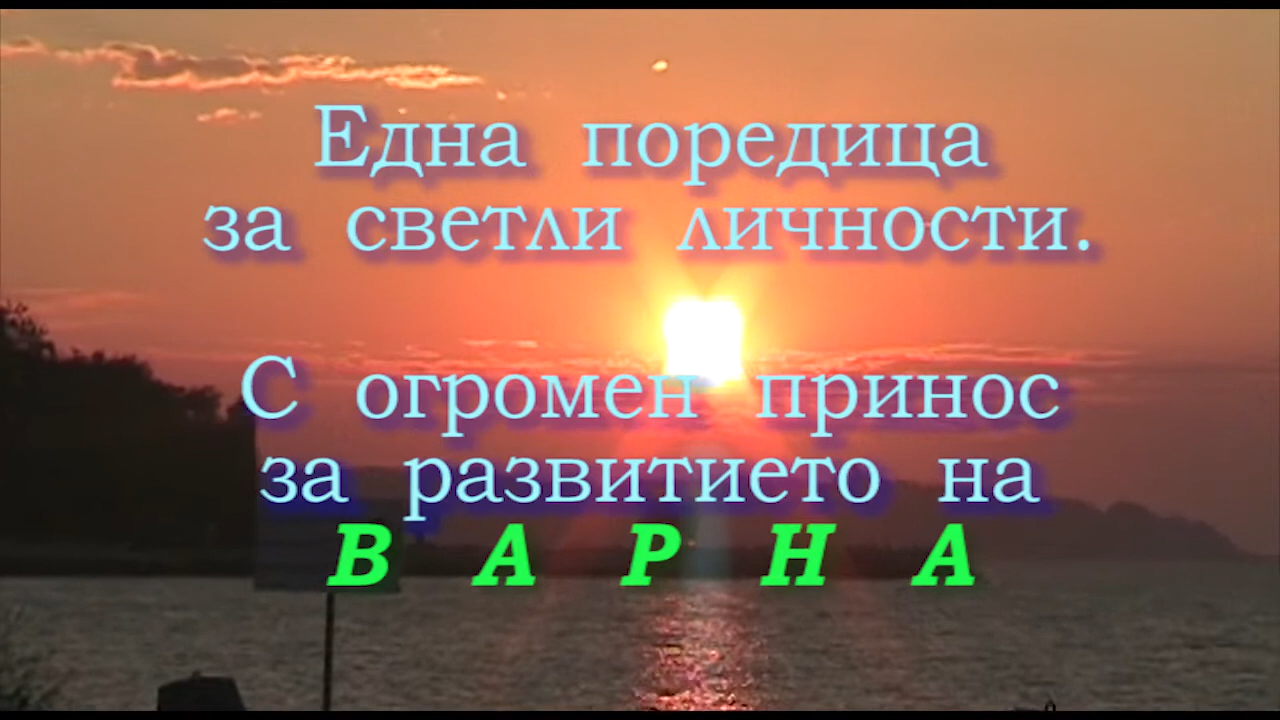 Една поредица
за светли личности.
С огромен принос
за развитието на
В А Р Н А